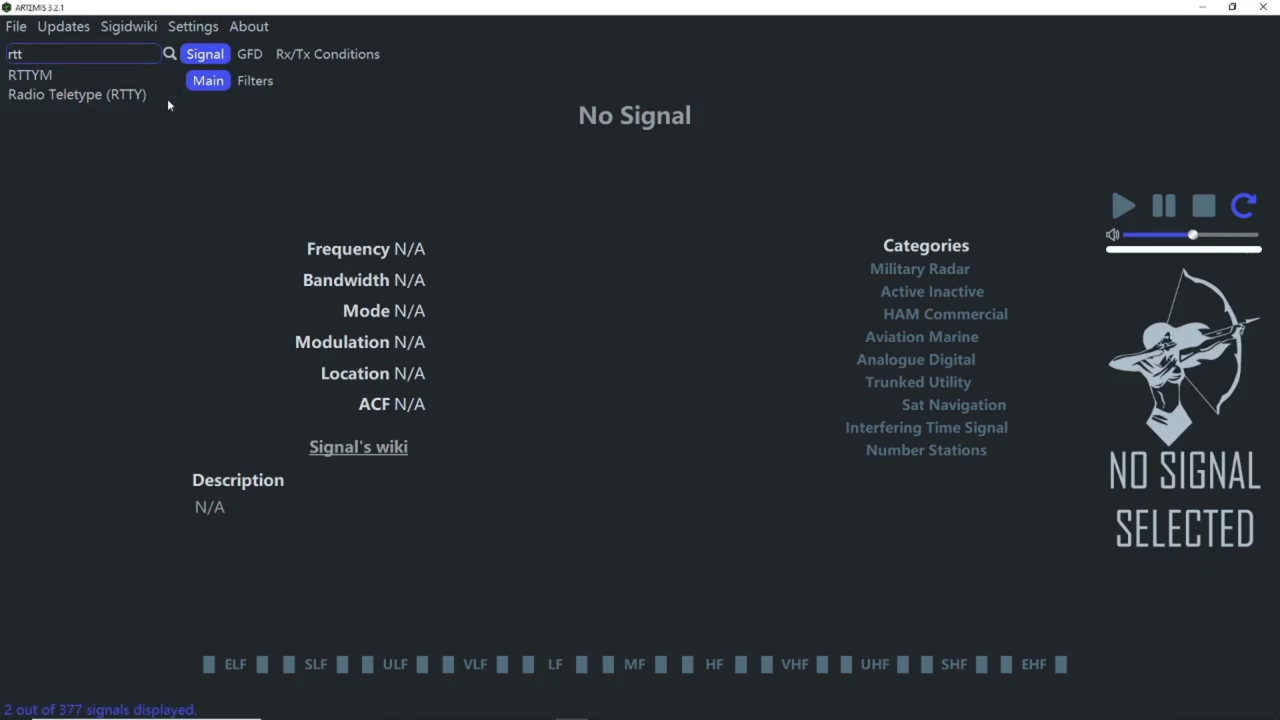 ARTEMIS 3.2.1
File Updates Sigidwiki Settings About
rtt
Signal GFD Rx/Tx Conditions
RTTYM
Main Filters
Radio Teletype (RTTY)
No Signal
Frequency N/A
Bandwidth N/A
Mode N/A
Modulation N/A
Location N/A
ACF N/A
Signal's wiki
Description
N/A
Categories
Military Radar
Active Inactive
HAM Commercial
Aviation Marine
Analogue Digital
Trunked Utility
Sat Navigation
Interfering Time Signal
Number Stations
NO SIGNAL
SELECTED
ELF SLF ULF VLF LF MF HF VHF UHF SHF EHF
2 out of 377 signals displayed.